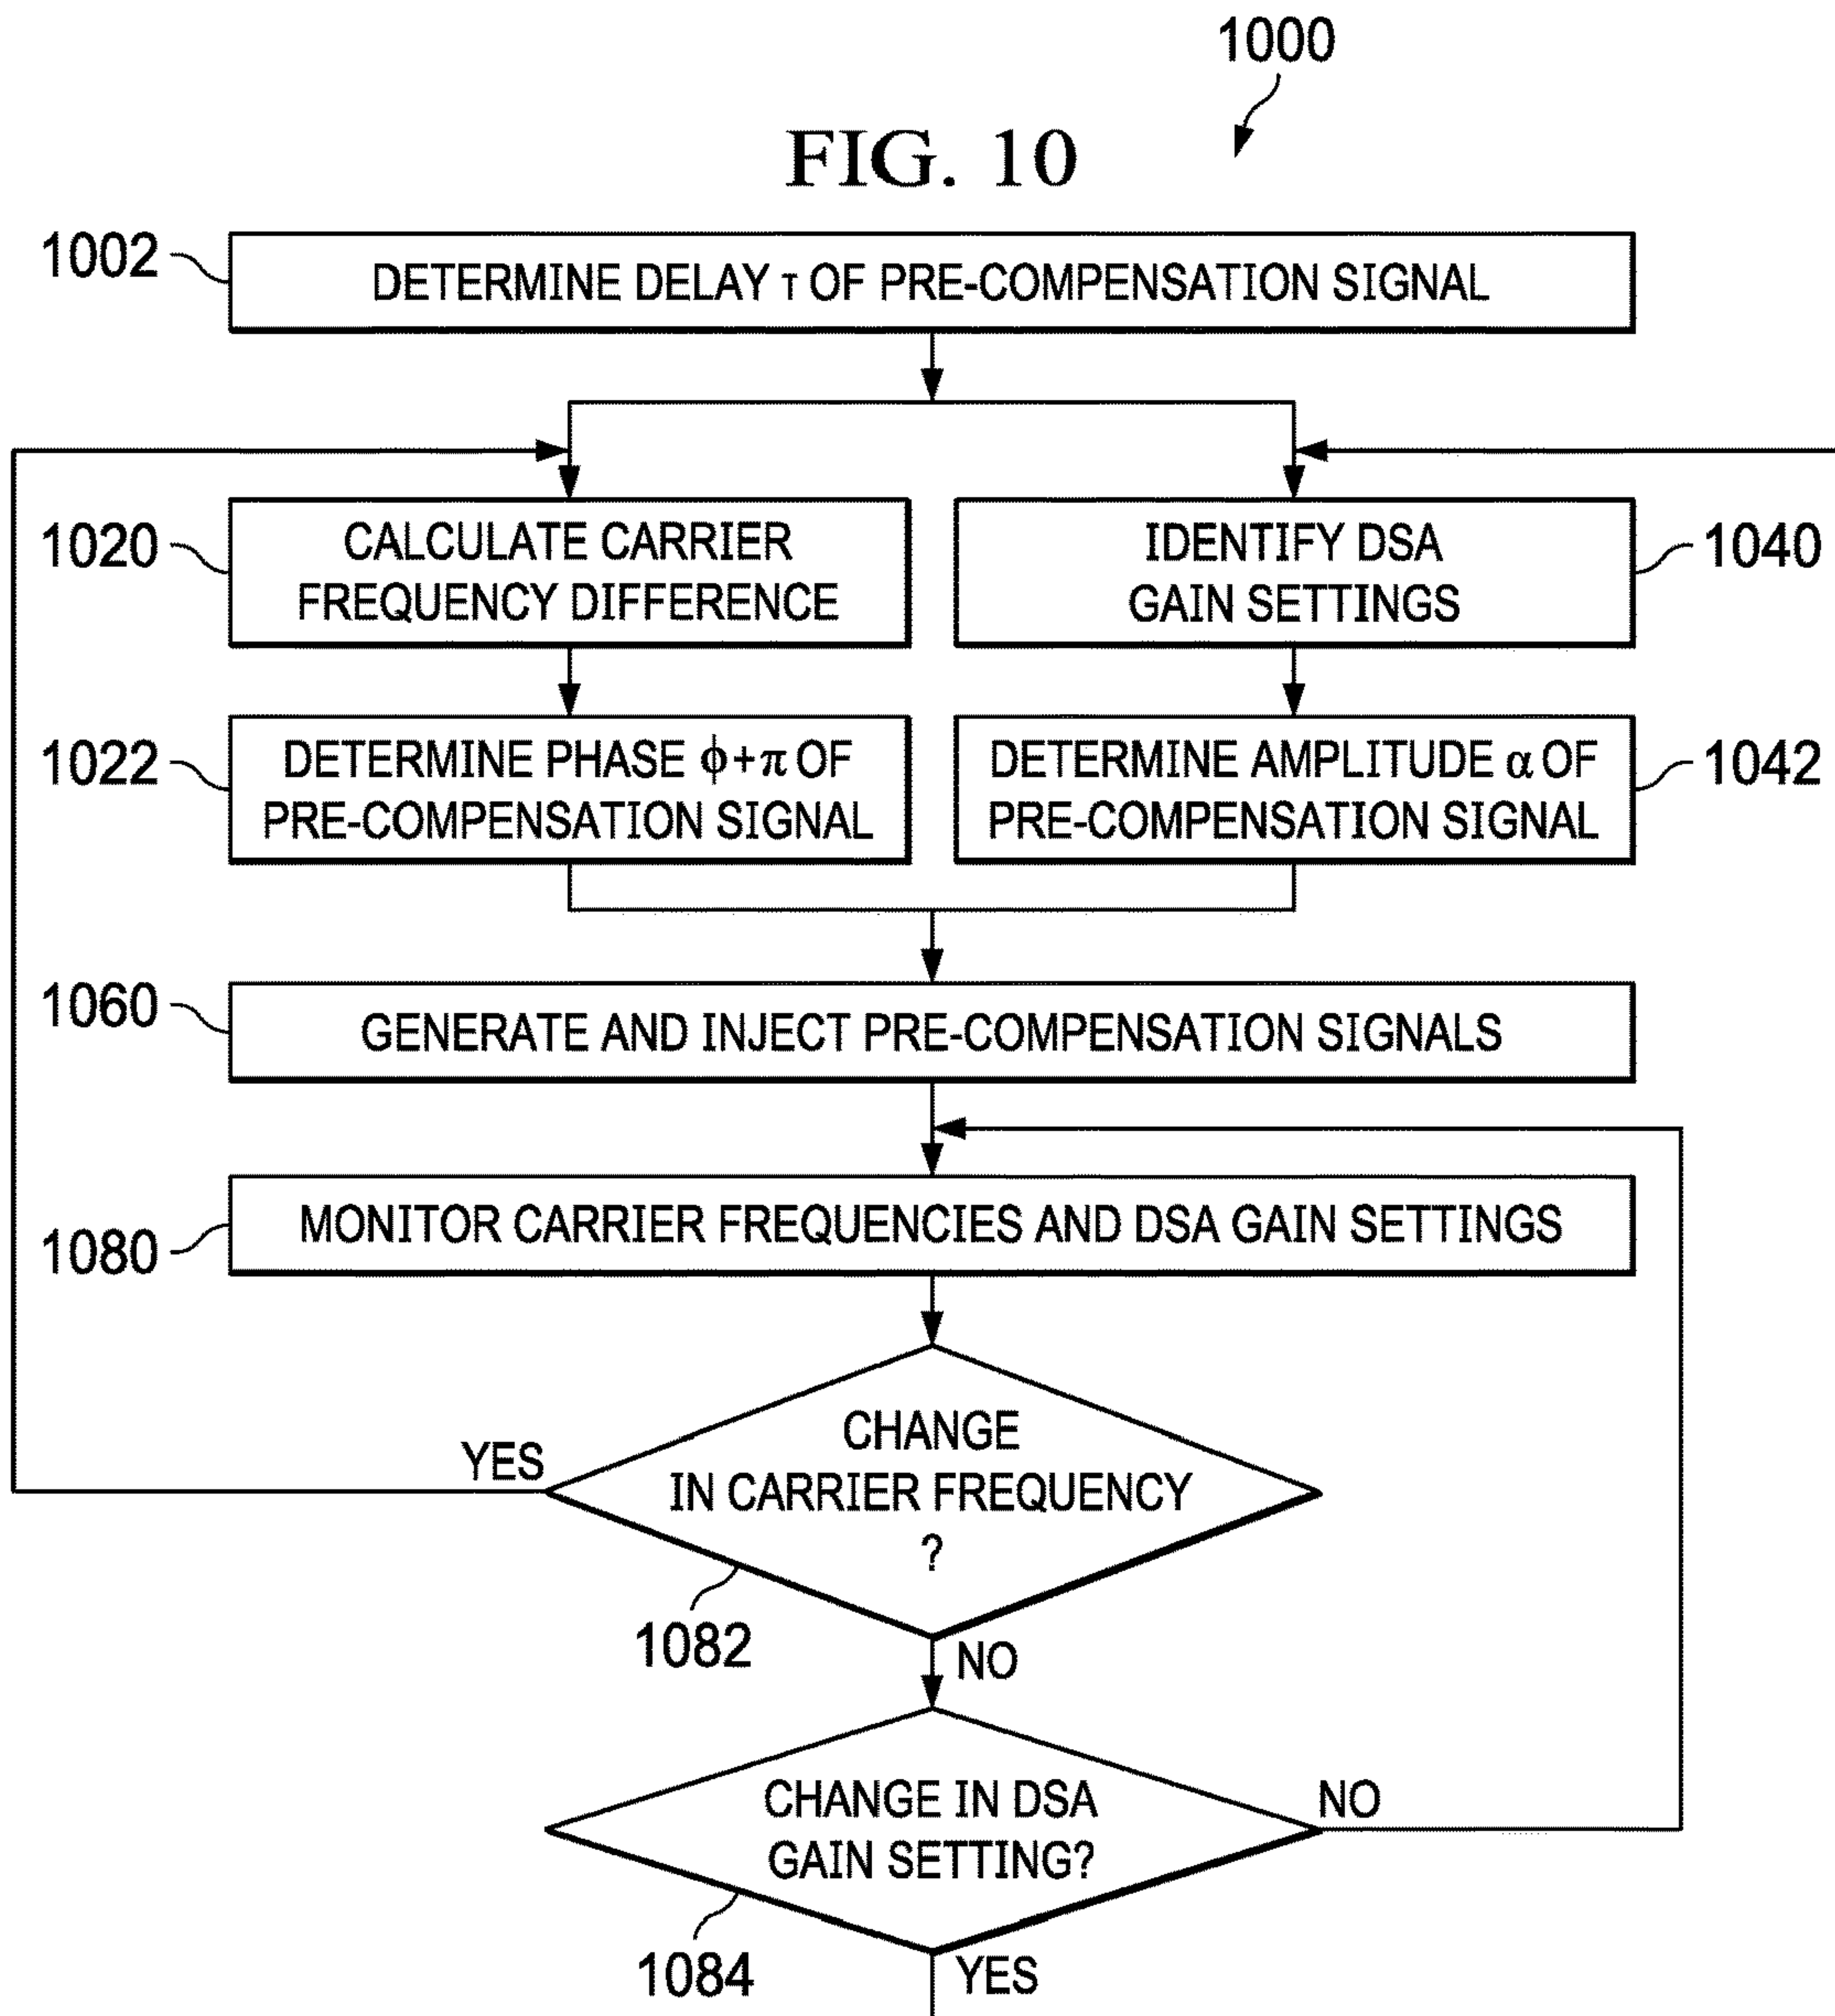 1000
FIG. 10
1002
DETERMINE DELAY τ OF PRE-COMPENSATION SIGNAL
1020
CALCULATE CARRIER
FREQUENCY DIFFERENCE
IDENTIFY DSA
GAIN SETTINGS
1040
1022
DETERMINE PHASE ϕ+π OF
PRE-COMPENSATION SIGNAL
DETERMINE AMPLITUDE α OF
PRE-COMPENSATION SIGNAL
1042
1060
GENERATE AND INJECT PRE-COMPENSATION SIGNALS
1080
MONITOR CARRIER FREQUENCIES AND DSA GAIN SETTINGS
YES
CHANGE
IN CARRIER FREQUENCY
?
1082
NO
CHANGE IN DSA
GAIN SETTING?
NO
1084
YES